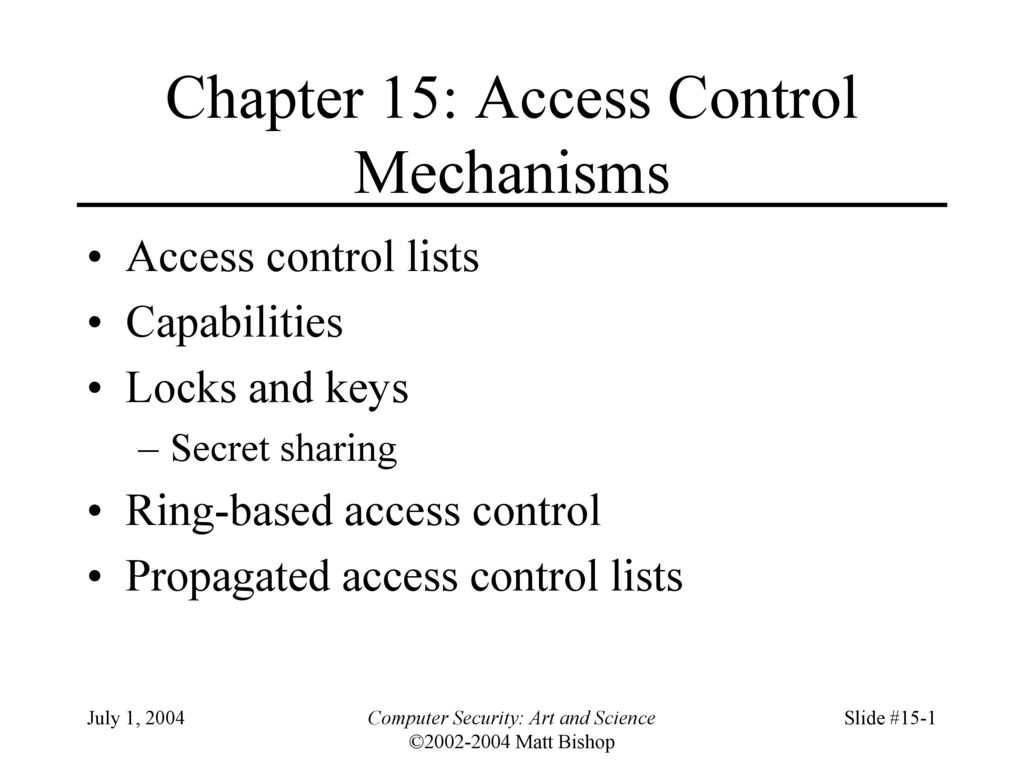 Chapter 15: Access Control
Mechanisms
• Access control lists
• Capabilities
• Locks and keys
– Secret sharing
• Ring-based access control
• Propagated access control lists
July 1, 2004
Computer Security: Art and Science
©2002-2004 Matt Bishop
Slide #15-1